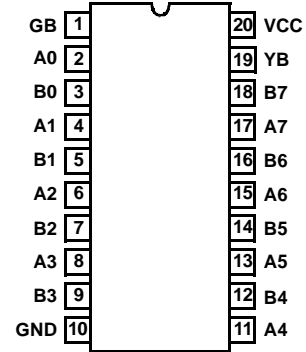 GB 1 20 VCC
A0 2 19 YB
B0 3 18 B7
A1 4 17 A7
B1 5 16 B6
A2 6 15 A6
B2 7 14 B5
A3 8 13 A5
B3 9 12 B4
GND 10 11 A4